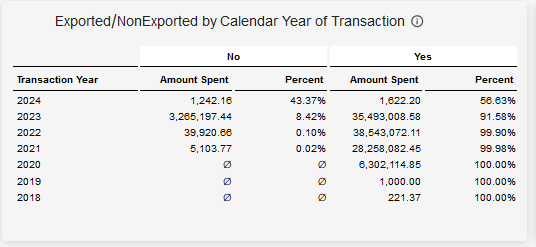 Exported/NonExported by Calendar Year of Transaction ⓘ
No Yes
Transaction Year Amount Spent Percent Amount Spent Percent
2024 1,242.16 43.37% 1,622.20 56.63%
2023 3,265,197.44 8.42% 35,493,008.58 91.58%
2022 39,920.66 0.10% 38,543,072.11 99.90%
2021 5,103.77 0.02% 28,258,082.45 99.98%
2020 Ø Ø 6,302,114.85 100.00%
2019 Ø Ø 1,000.00 100.00%
2018 Ø Ø 221.37 100.00%